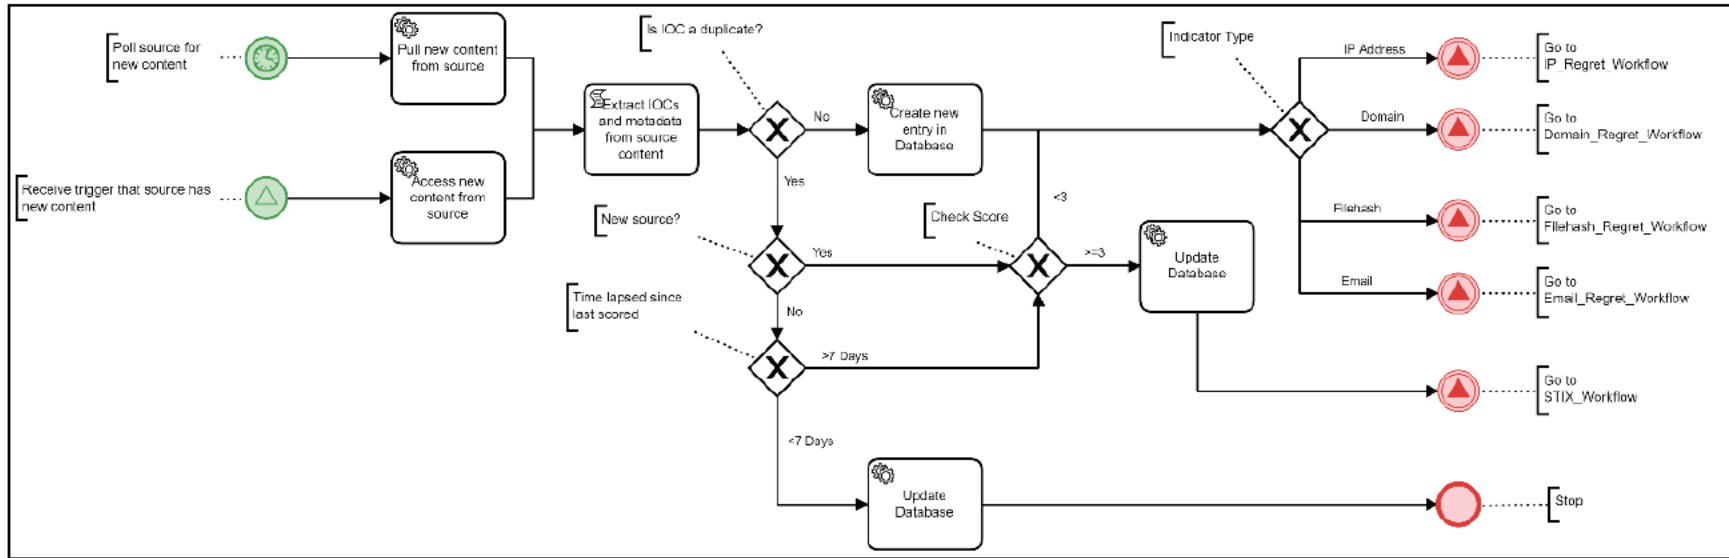 Poll source for
new content
Pull new content
from source
Receive trigger that source has
new content
Access new
content from
source
Extract IOCs
and metadata
from source
content
Is IOC a duplicate?
No
Yes
Create new
entry in
Database
New source?
Yes
No
Time lapsed since
last scored
>7 Days
<7 Days
Check Score
<3
>=3
Update
Database
Update
Database
Indicator Type
IP Address
Domain
Filehash
Email
Go to
IP_Regret_Workflow
Go to
Domain_Regret_Workflow
Go to
Filehash_Regret_Workflow
Go to
Email_Regret_Workflow
Go to
STIX_Workflow
Stop